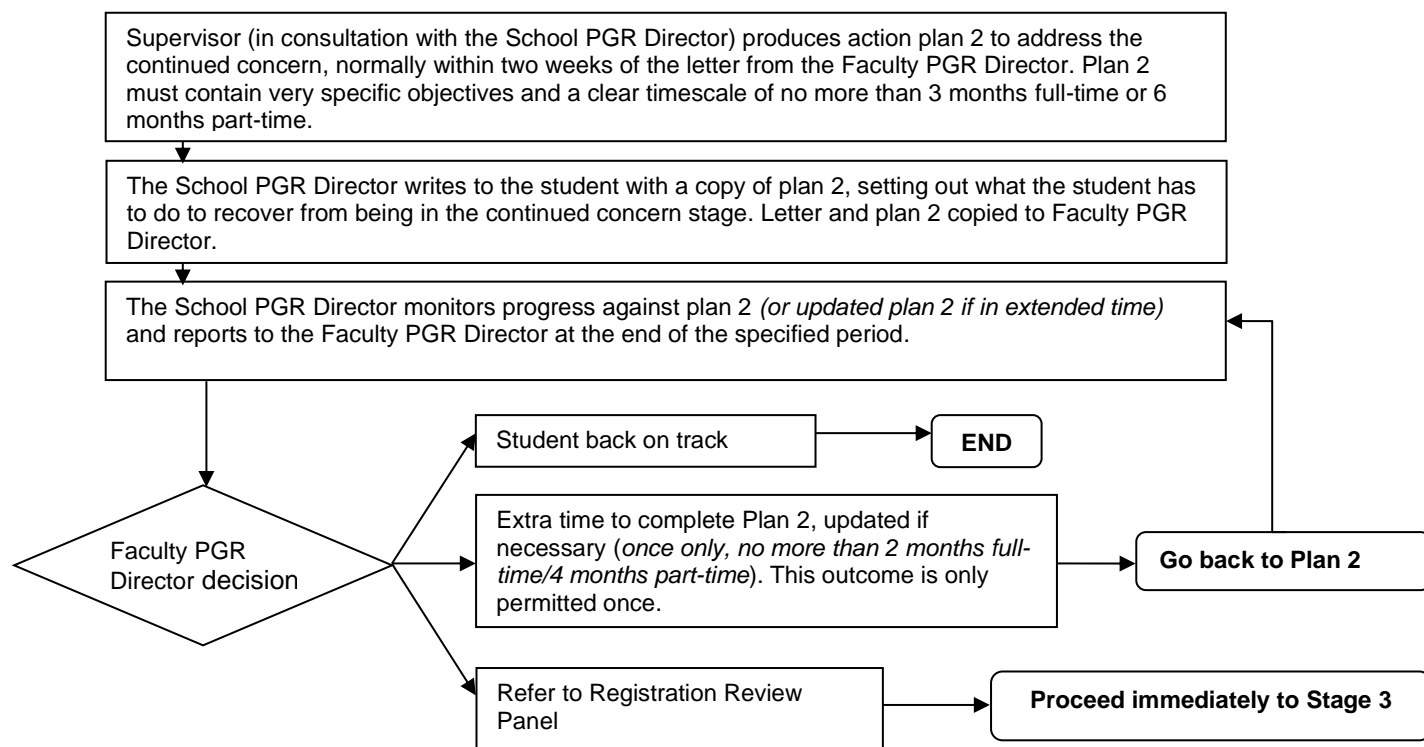 Supervisor (in consultation with the School PGR Director) produces action plan 2 to address the
continued concern, normally within two weeks of the letter from the Faculty PGR Director. Plan 2
must contain very specific objectives and a clear timescale of no more than 3 months full-time or 6
months part-time.
The School PGR Director writes to the student with a copy of plan 2, setting out what the student has
to do to recover from being in the continued concern stage. Letter and plan 2 copied to Faculty PGR
Director.
The School PGR Director monitors progress against plan 2 (or updated plan 2 if in extended time)
and reports to the Faculty PGR Director at the end of the specified period.
Faculty PGR
Director decision
Student back on track
END
Extra time to complete Plan 2, updated if
necessary (once only, no more than 2 months full-
time/4 months part-time). This outcome is only
permitted once.
Go back to Plan 2
Refer to Registration Review
Panel
Proceed immediately to Stage 3